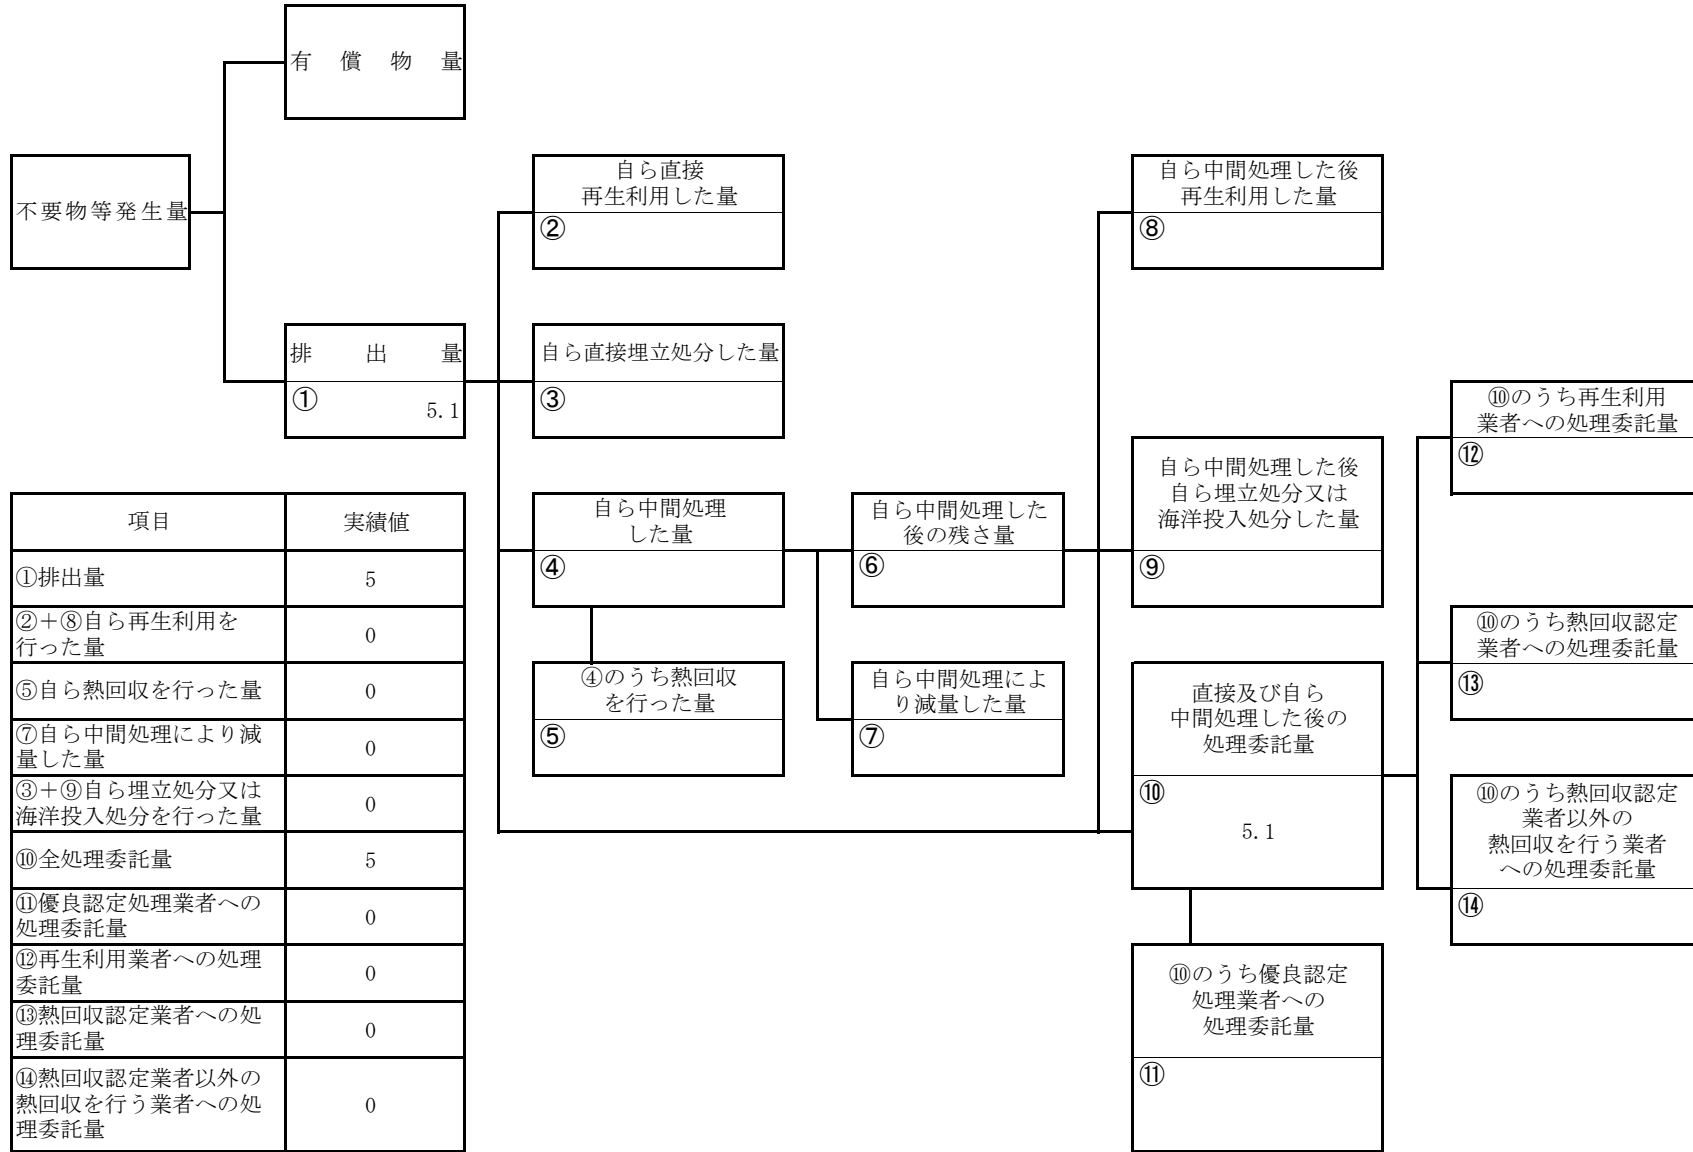 有償物量
不要物等発生量
自ら直接
再生利用した量
②
自ら中間処理した後
再生利用した量
⑧
排出量
①
5.1
自ら直接埋立処分した量
③
⑩のうち再生利用
業者への処理委託量
⑫
自ら中間処理
した量
④
自ら中間処理した
後の残さ量
⑥
自ら中間処理した後
自ら埋立処分又は
海洋投入処分した量
⑨
⑩のうち熱回収認定
業者への処理委託量
⑬
④のうち熱回収
を行った量
⑤
自ら中間処理によ
り減量した量
⑦
直接及び自ら
中間処理した後の
処理委託量
⑩
5.1
⑩のうち熱回収認定
業者以外の
熱回収を行う業者
への処理委託量
⑭
⑩のうち優良認定
処理業者への
処理委託量
⑪
項目 実績値
①排出量 5
②+⑧自ら再生利用を
行った量 0
⑤自ら熱回収を行った量 0
⑦自ら中間処理により減
量した量 0
③+⑨自ら埋立処分又は
海洋投入処分を行った量 0
⑩全処理委託量 5
⑪優良認定処理業者への
処理委託量 0
⑫再生利用業者への処理
委託量 0
⑬熱回収認定業者への処
理委託量 0
⑭熱回収認定業者以外の
熱回収を行う業者への処
理委託量 0